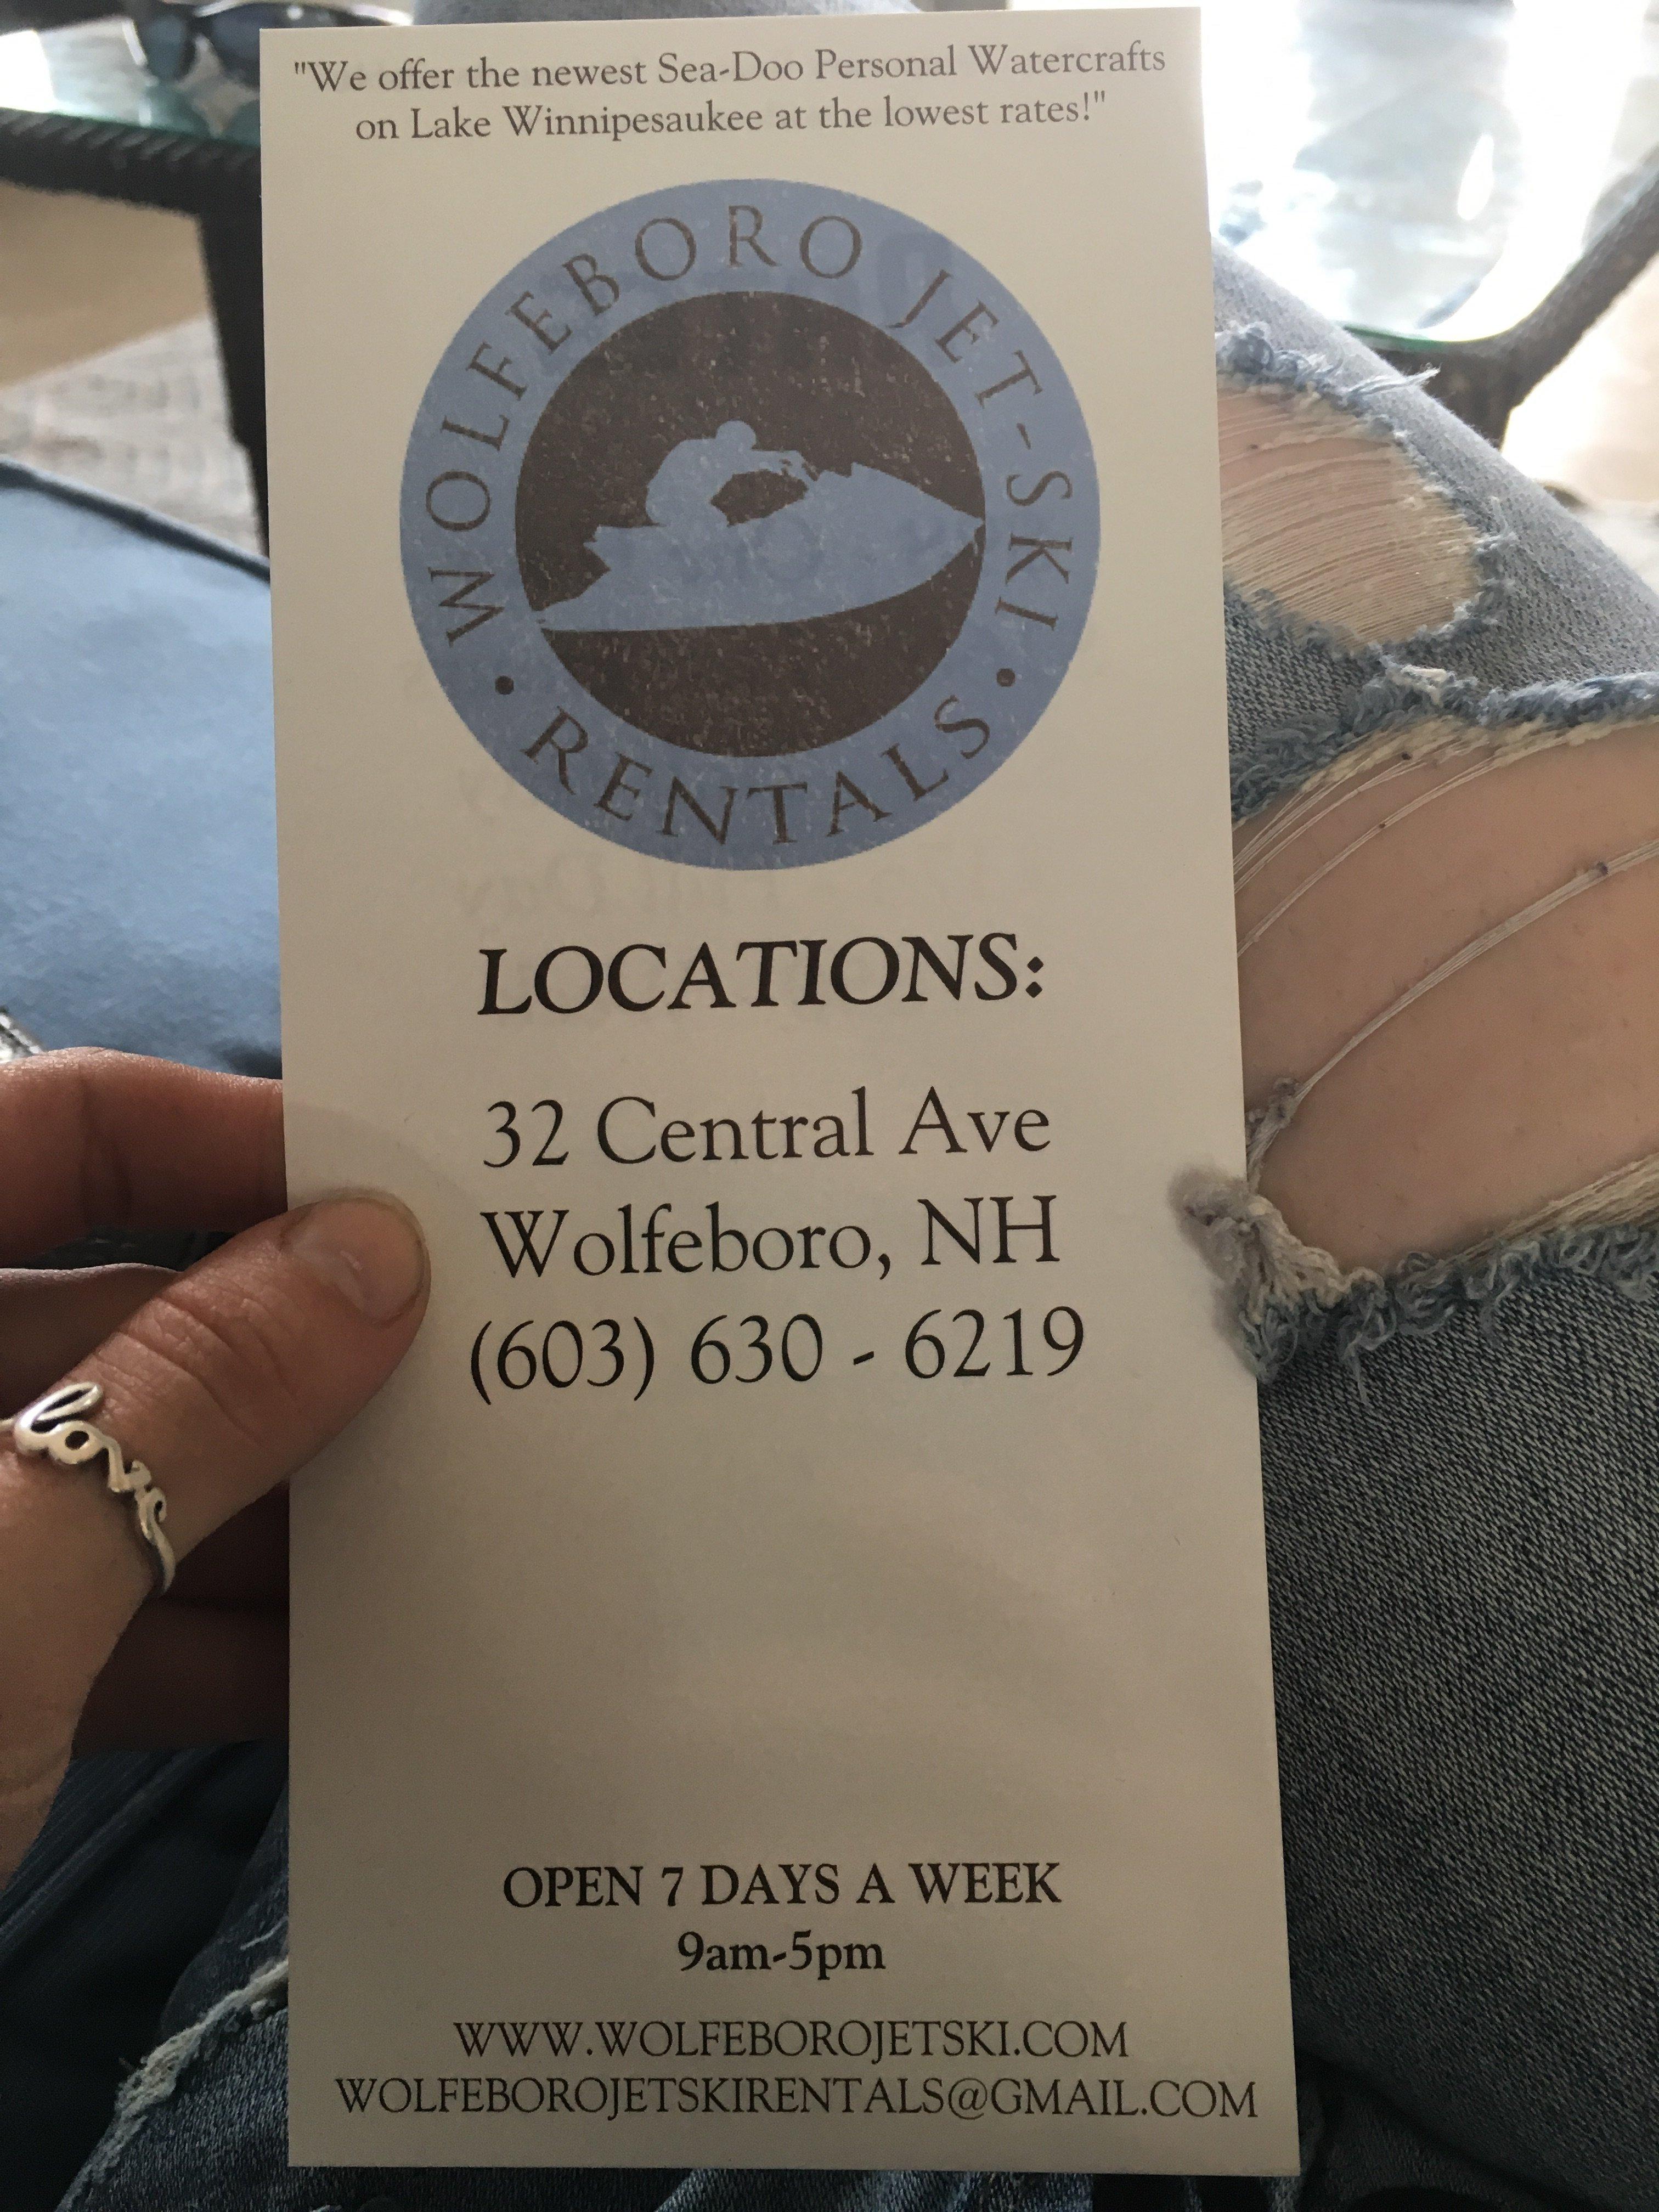 "We offer the newest Sea-Doo Personal Watercrafts
on Lake Winnipesaukee at the lowest rates!"
WOLFEBORO JET-SKI
• RENTALS •
LOCATIONS:
32 Central Ave
Wolfeboro, NH
(603) 630 - 6219
love
OPEN 7 DAYS A WEEK
9am-5pm
WWW.WOLFEBOROJETSKI.COM
WOLFEBOROJETSKIRENTALS@GMAIL.COM